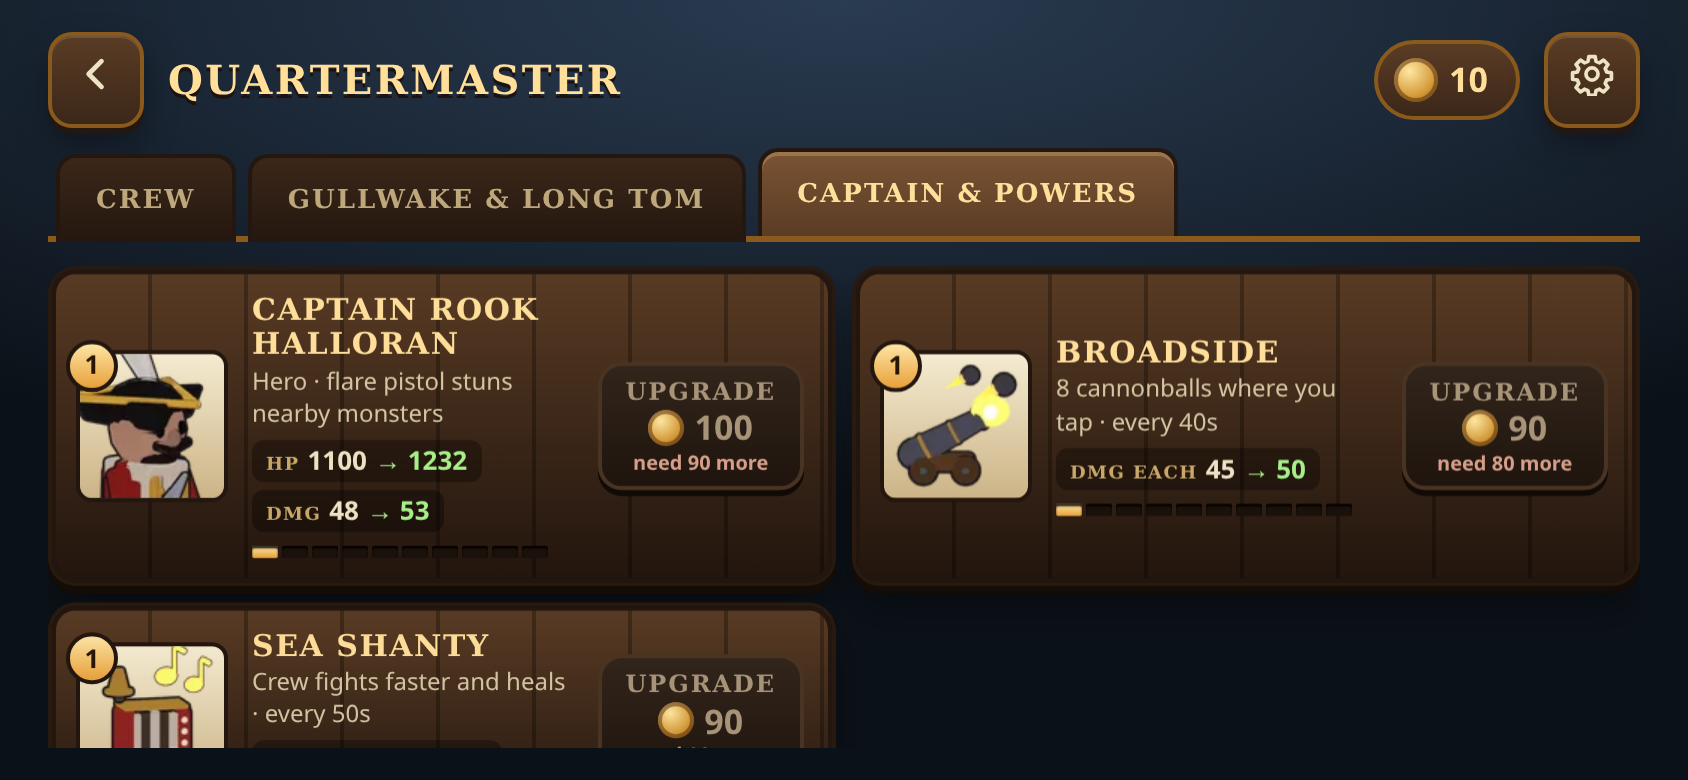 QUARTERMASTER
10
CREW
GULLWAKE & LONG TOM
CAPTAIN & POWERS
1
CAPTAIN ROOK
HALLORAN
Hero · flare pistol stuns
nearby monsters
HP 1100 → 1232
DMG 48 → 53
UPGRADE
100
need 90 more
1
BROADSIDE
8 cannonballs where you
tap · every 40s
DMG EACH 45 → 50
UPGRADE
90
need 80 more
1
SEA SHANTY
Crew fights faster and heals
· every 50s
UPGRADE
90